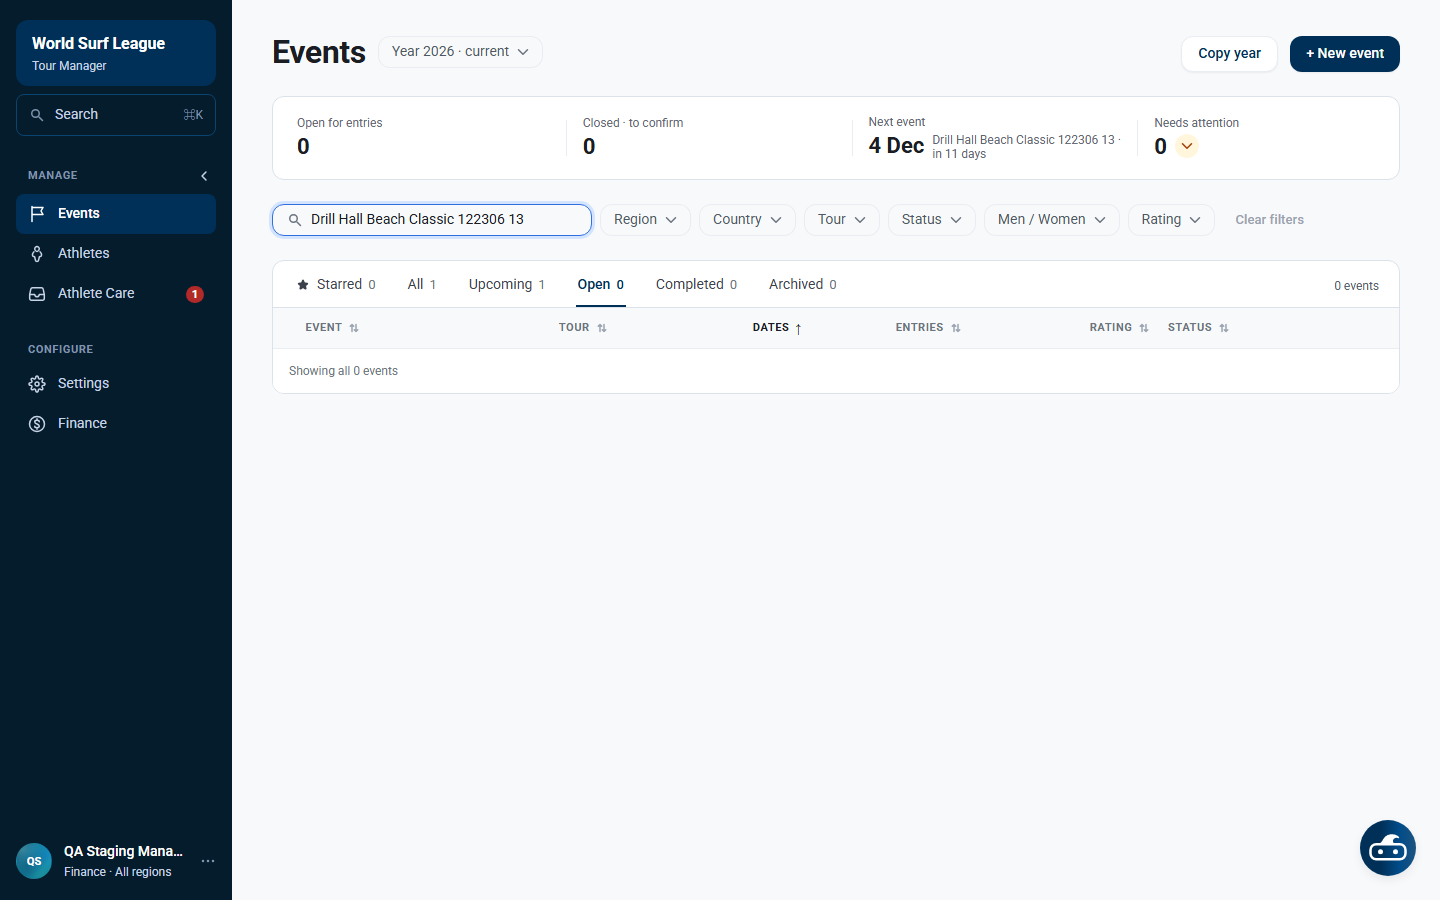 World Surf League
Tour Manager
Search ⌘K
MANAGE
Events
Athletes
Athlete Care 1
CONFIGURE
Settings
Finance
QS
QA Staging Mana...
Finance · All regions
Events
Year 2026 · current
Copy year
+ New event
Open for entries
0
Closed · to confirm
0
Next event
4 Dec
Drill Hall Beach Classic 122306 13 ·
in 11 days
Needs attention
0
Drill Hall Beach Classic 122306 13
Region
Country
Tour
Status
Men / Women
Rating
Clear filters
Starred 0
All 1
Upcoming 1
Open 0
Completed 0
Archived 0
0 events
EVENT
TOUR
DATES ↑
ENTRIES
RATING
STATUS
Showing all 0 events